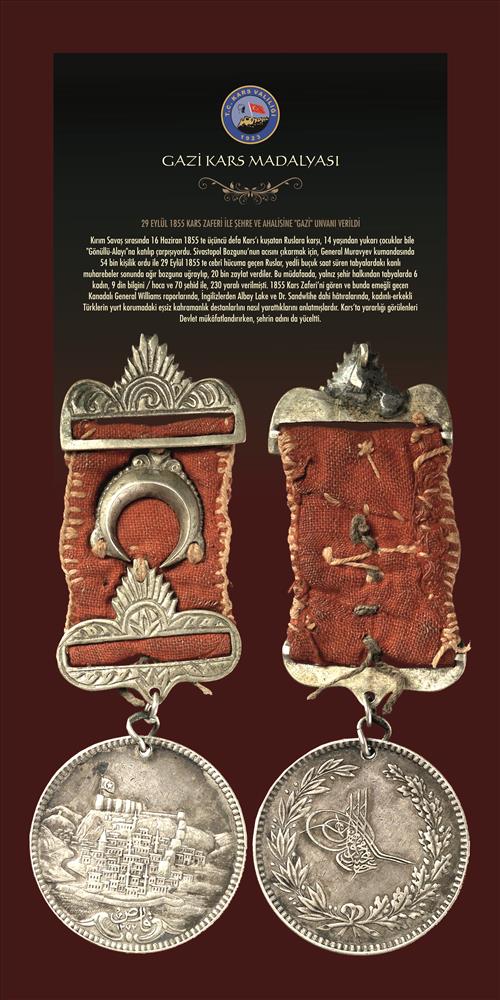 T.C. KARS VALİLİĞİ
1923
GAZİ KARS MADALYASI
29 EYLÜL 1855 KARS ZAFERİ İLE ŞEHRE VE AHALİSİNE "GAZİ" UNVANI VERİLDİ
Kırım Savaş sırasında 16 Haziran 1855 te üçüncü defa Kars'ı kuşatan Ruslara karşı, 14 yaşından yukarı çocuklar bile
"Gönüllü-Alayı"na katılıp çarpışıyordu. Sivastopol Bozgunu'nun acısını çıkarmak için, General Muravyev kumandasında
54 bin kişilik ordu ile 29 Eylül 1855 te cebri hücuma geçen Ruslar, yedi buçuk saat süren tabyalardaki kanlı
muharebeler sonunda ağır bozguna uğrayıp, 20 bin zaylat verdiler. Bu müdafaada, yalnız şehir halkından tabyalarda 6
kadın, 9 din bilgini / hoca ve 70 şehid ile, 230 yaralı verilmişti. 1855 Kars Zaferi'ni gören ve bunda emeği geçen
Kanadalı General Williams raporlarında, İngilizlerden Albay Lake ve Dr. Sandwlihe dahi hâtıralarında, kadınlı-erkekli
Türklerin yurt korumadaki eşsiz kahramanlık destanlarını nasıl yarattıklarını anlatmışlardır. Kars'ta yararlığı görülenleri
Devlet mükâfatlandırırken, şehrin adını da yüceltti.
قارص
١٢٧٢